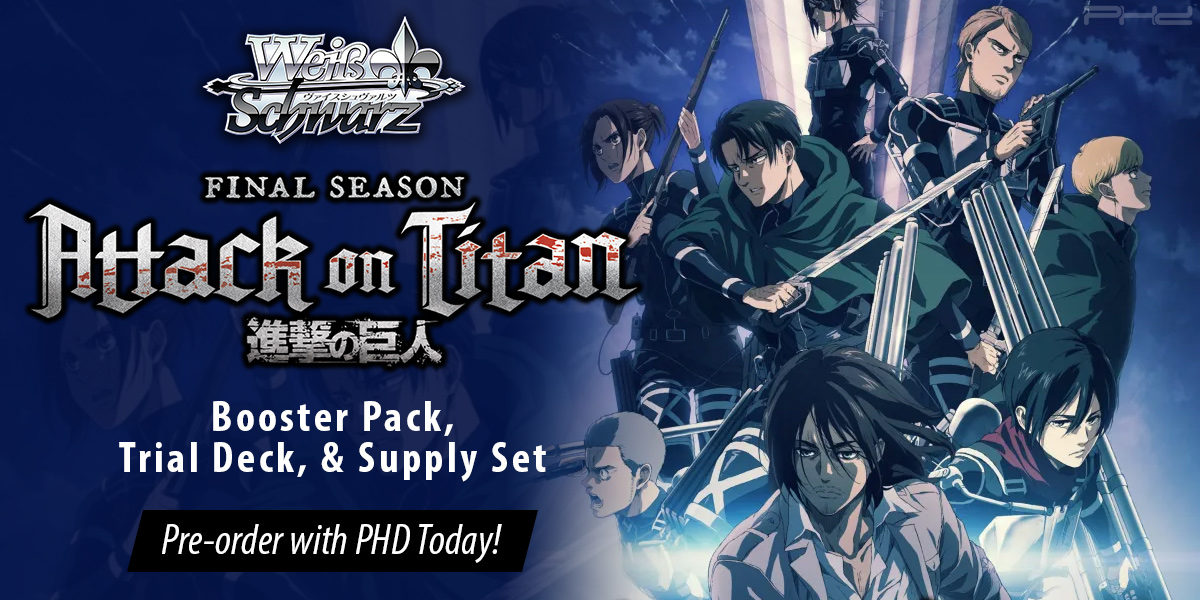 PHD
Weiß
ヴァイスシュヴァルツ
Schwarz
FINAL SEASON
Attack on Titan
進撃の巨人
Booster Pack,
Trial Deck, & Supply Set
Pre-order with PHD Today!